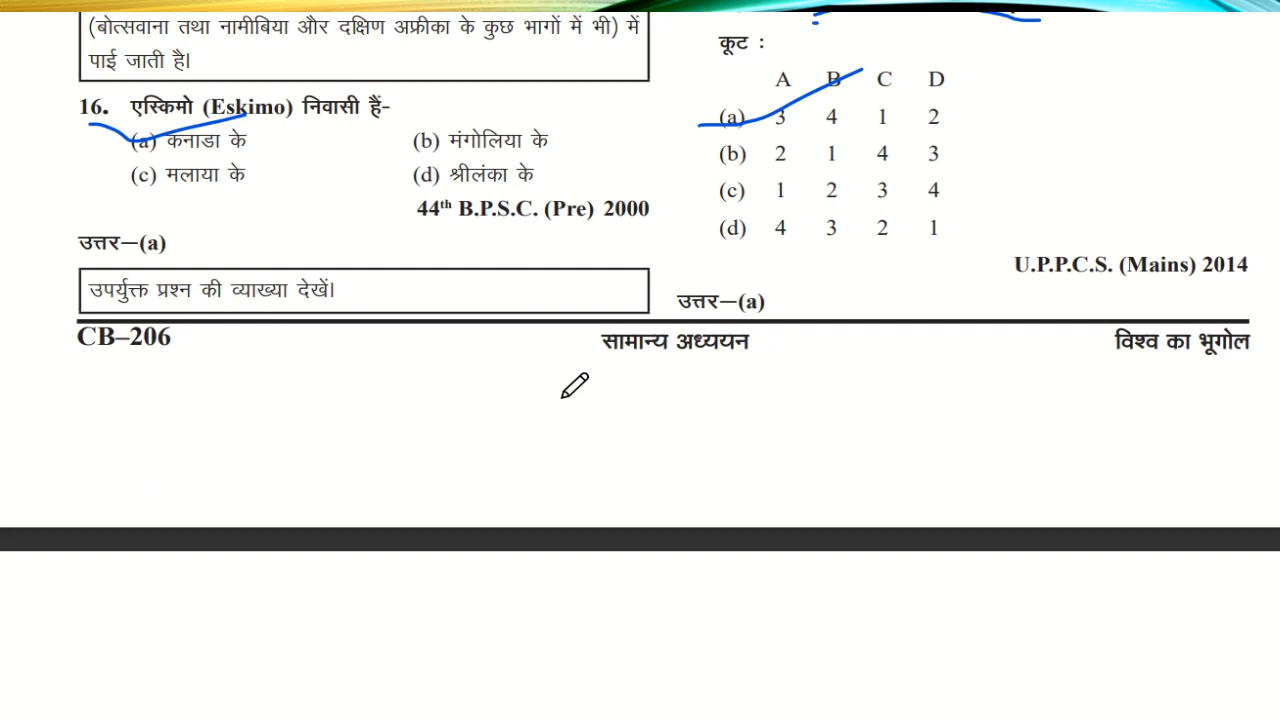 (बोत्सवाना तथा नामीबिया और दक्षिण अफ्रीका के कुछ भागों में भी) में
पाई जाती है।
16. एस्किमो (Eskimo) निवासी हैं-
(a) कनाडा के (b) मंगोलिया के
(c) मलाया के (d) श्रीलंका के
44th B.P.S.C. (Pre) 2000
उत्तर–(a)
उपर्युक्त प्रश्न की व्याख्या देखें।
कूट :
A B C D
(a) 3 4 1 2
(b) 2 1 4 3
(c) 1 2 3 4
(d) 4 3 2 1
U.P.P.C.S. (Mains) 2014
उत्तर–(a)
CB–206 सामान्य अध्ययन विश्व का भूगोल